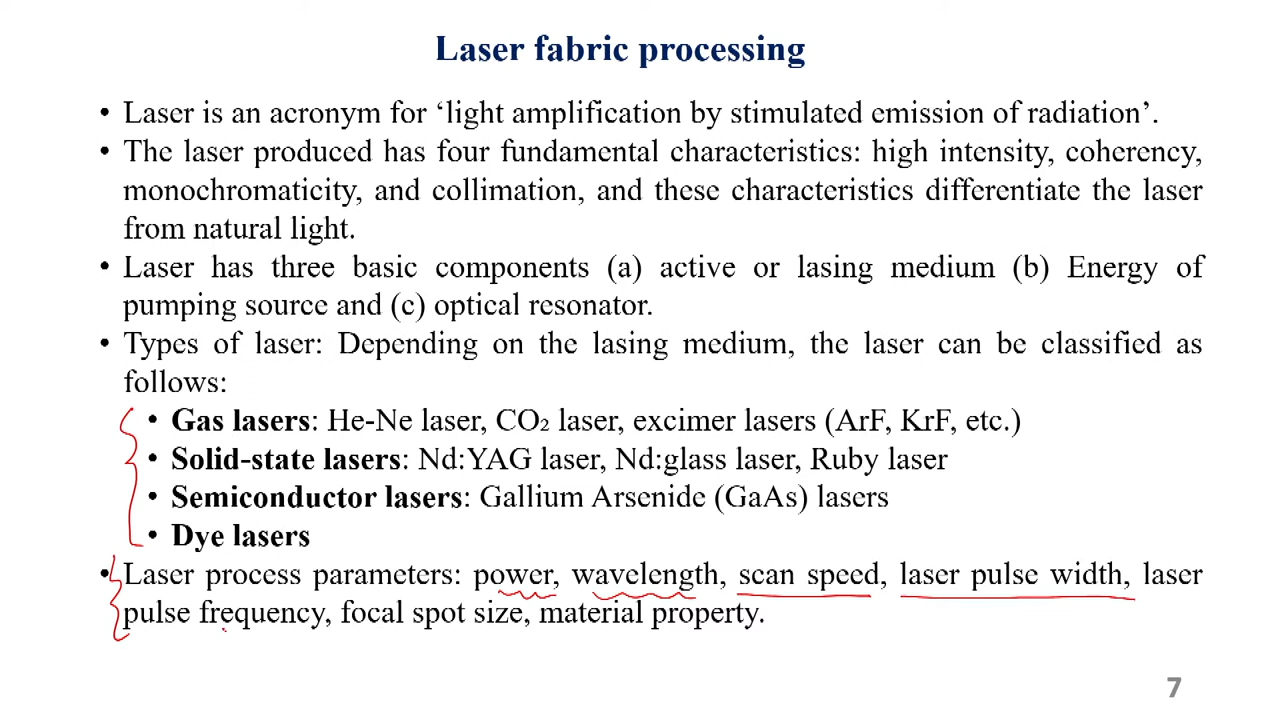 Laser fabric processing
• Laser is an acronym for ‘light amplification by stimulated emission of radiation’.
• The laser produced has four fundamental characteristics: high intensity, coherency,
monochromaticity, and collimation, and these characteristics differentiate the laser
from natural light.
• Laser has three basic components (a) active or lasing medium (b) Energy of
pumping source and (c) optical resonator.
• Types of laser: Depending on the lasing medium, the laser can be classified as
follows:
• Gas lasers: He-Ne laser, CO₂ laser, excimer lasers (ArF, KrF, etc.)
• Solid-state lasers: Nd:YAG laser, Nd:glass laser, Ruby laser
• Semiconductor lasers: Gallium Arsenide (GaAs) lasers
• Dye lasers
• Laser process parameters: power, wavelength, scan speed, laser pulse width, laser
pulse frequency, focal spot size, material property.
7